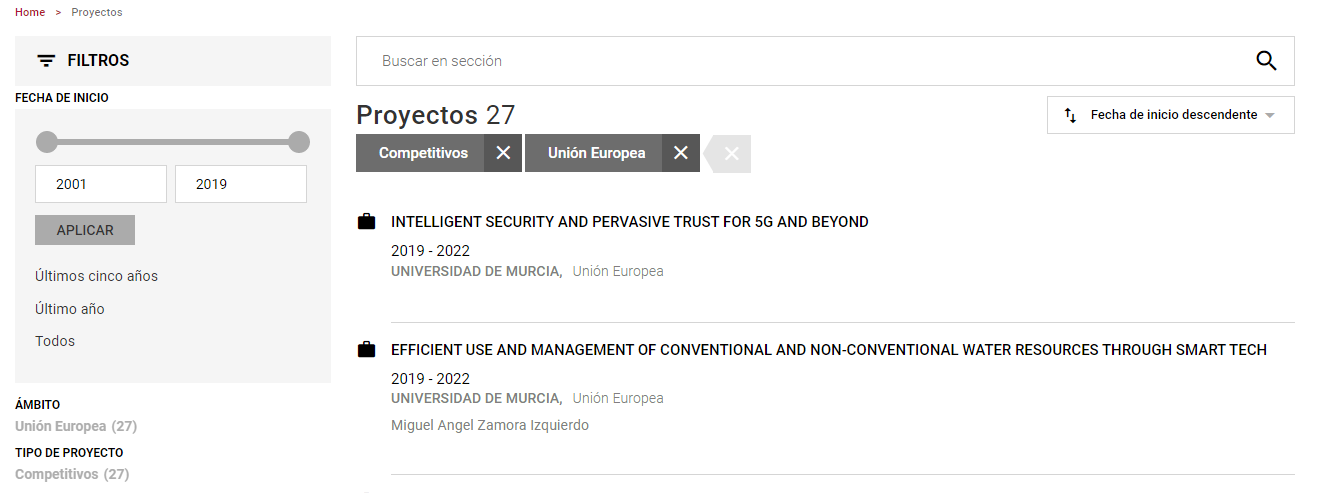 Home > Proyectos
FILTROS
FECHA DE INICIO
2001
2019
APLICAR
Últimos cinco años
Último año
Todos
ÁMBITO
Unión Europea (27)
TIPO DE PROYECTO
Competitivos (27)
Buscar en sección
Proyectos 27
Fecha de inicio descendente
Competitivos
Unión Europea
INTELLIGENT SECURITY AND PERVASIVE TRUST FOR 5G AND BEYOND
2019 - 2022
UNIVERSIDAD DE MURCIA, Unión Europea
EFFICIENT USE AND MANAGEMENT OF CONVENTIONAL AND NON-CONVENTIONAL WATER RESOURCES THROUGH SMART TECH
2019 - 2022
UNIVERSIDAD DE MURCIA, Unión Europea
Miguel Angel Zamora Izquierdo